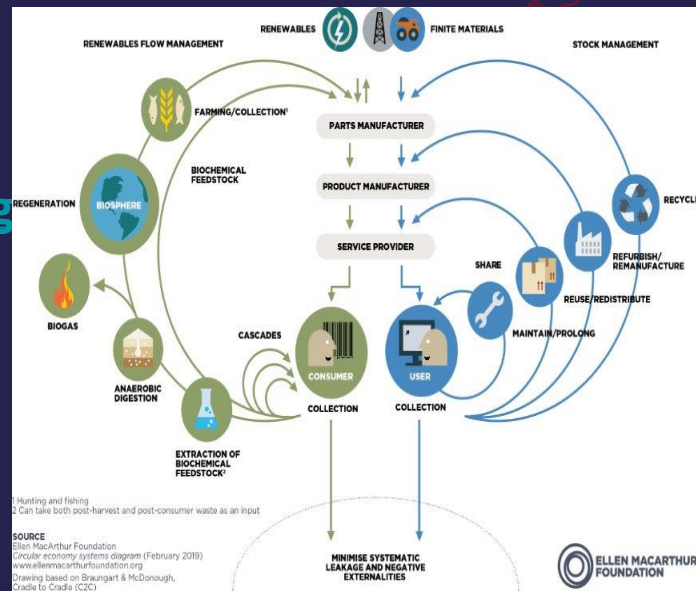 RENEWABLES
FINITE MATERIALS
RENEWABLES FLOW MANAGEMENT
STOCK MANAGEMENT
FARMING/COLLECTION¹
PARTS MANUFACTURER
BIOCHEMICAL
FEEDSTOCK
PRODUCT MANUFACTURER
REGENERATION
BIOSPHERE
RECYCLE
g
SERVICE PROVIDER
SHARE
REFURBISH/
REMANUFACTURE
REUSE/REDISTRIBUTE
BIOGAS
CASCADES
MAINTAIN/PROLONG
CONSUMER
USER
ANAEROBIC
DIGESTION
COLLECTION
COLLECTION
EXTRACTION OF
BIOCHEMICAL
FEEDSTOCK²
1 Hunting and fishing
2 Can take both post-harvest and post-consumer waste as an input
SOURCE
Ellen MacArthur Foundation
Circular economy systems diagram (February 2019)
www.ellenmacarthurfoundation.org
Drawing based on Braungart & McDonough,
Cradle to Cradle (C2C)
MINIMISE SYSTEMATIC
LEAKAGE AND NEGATIVE
EXTERNALITIES
ELLEN MACARTHUR
FOUNDATION